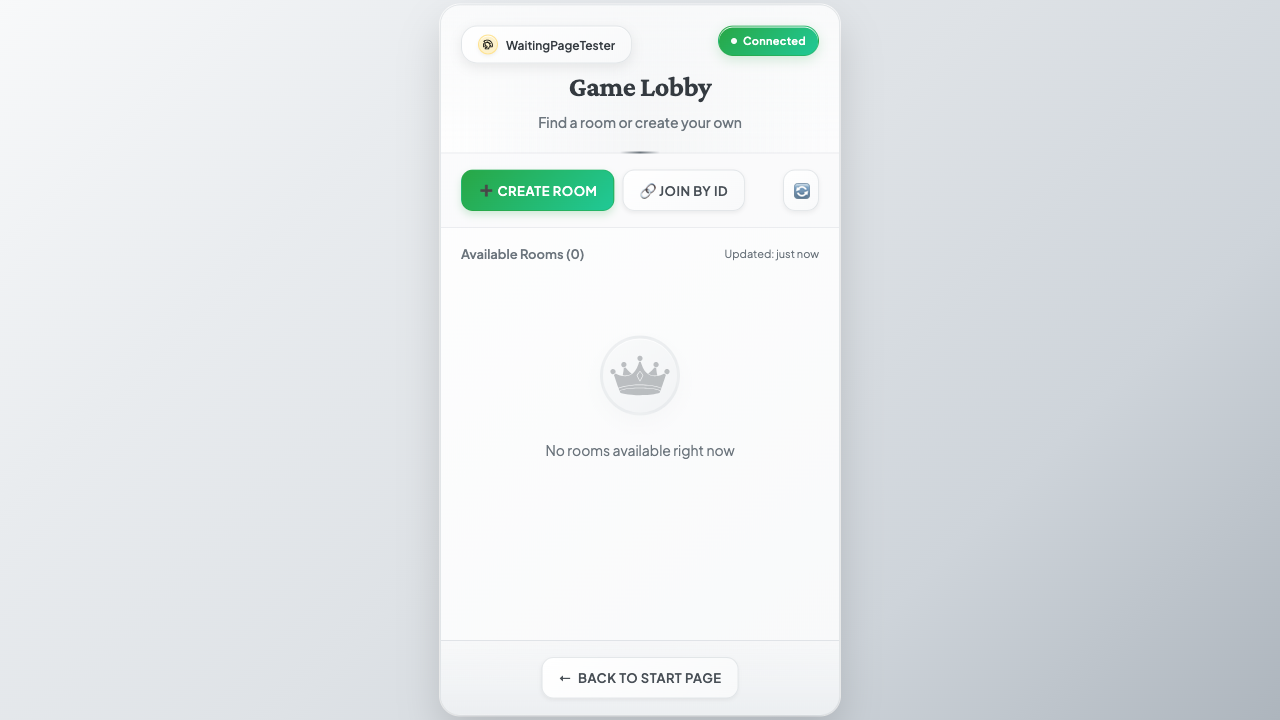 WaitingPageTester
Connected
Game Lobby
Find a room or create your own
CREATE ROOM
JOIN BY ID
Available Rooms (0)
Updated: just now
No rooms available right now
← BACK TO START PAGE